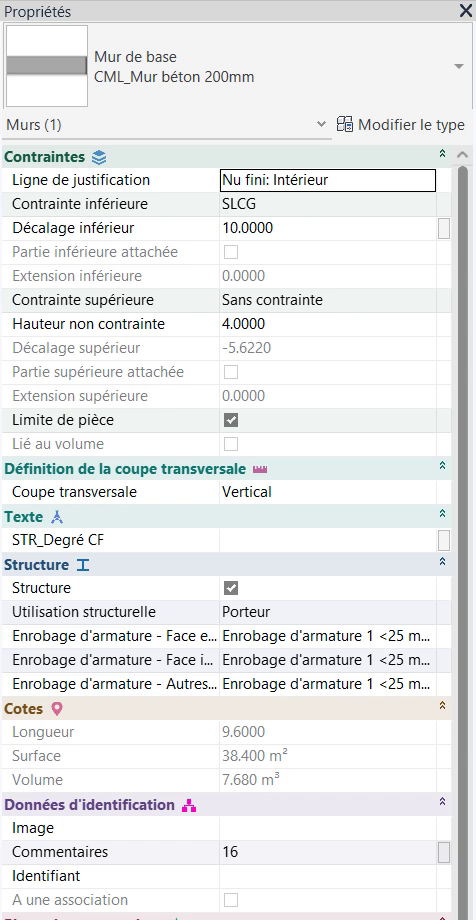 Propriétés
Mur de base
CML_Mur béton 200mm
Murs (1) Modifier le type
Contraintes
Ligne de justification Nu fini: Intérieur
Contrainte inférieure SLCG
Décalage inférieur 10.0000
Partie inférieure attachée
Extension inférieure 0.0000
Contrainte supérieure Sans contrainte
Hauteur non contrainte 4.0000
Décalage supérieur -5.6220
Partie supérieure attachée
Extension supérieure 0.0000
Limite de pièce
Lié au volume
Définition de la coupe transversale
Coupe transversale Vertical
Texte
STR_Degré CF
Structure
Structure
Utilisation structurelle Porteur
Enrobage d'armature - Face e... Enrobage d'armature 1 <25 m...
Enrobage d'armature - Face i... Enrobage d'armature 1 <25 m...
Enrobage d'armature - Autres... Enrobage d'armature 1 <25 m...
Cotes
Longueur 9.6000
Surface 38.400 m²
Volume 7.680 m³
Données d'identification
Image
Commentaires 16
Identifiant
A une association